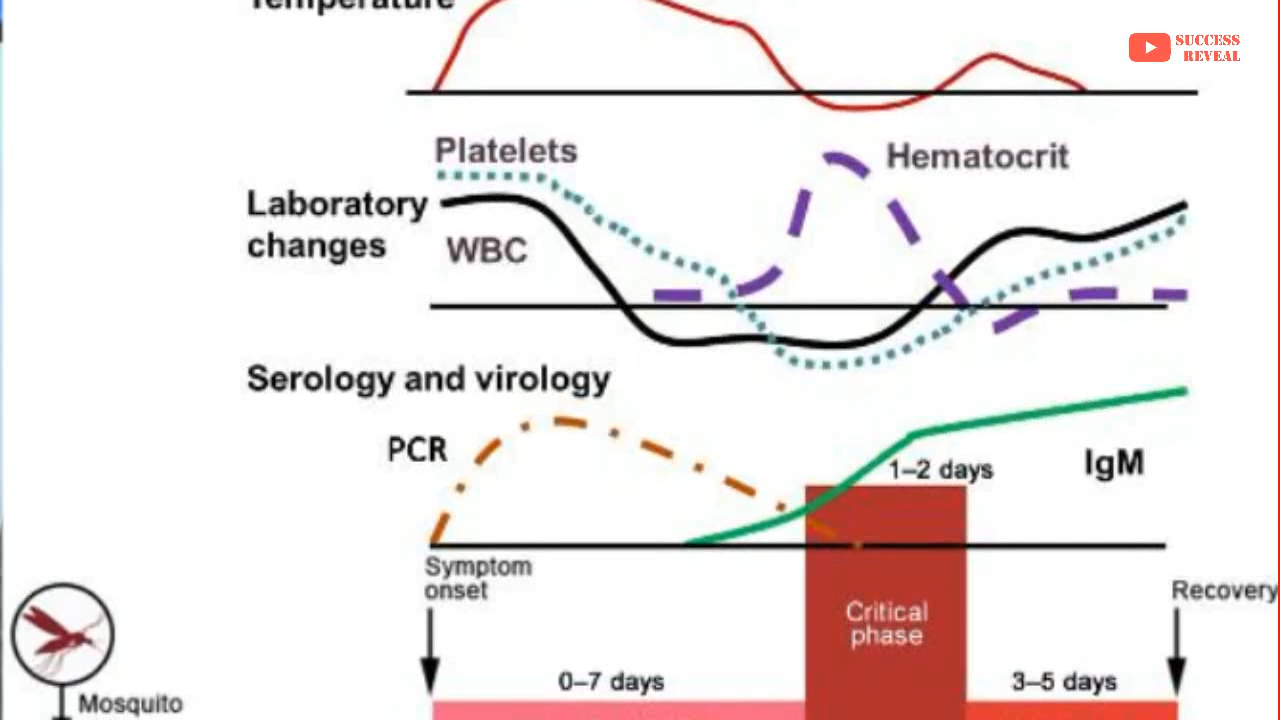 Temperature
SUCCESS
REVEAL
Platelets
Hematocrit
Laboratory
changes
WBC
Serology and virology
PCR
1–2 days
IgM
Symptom
onset
Recovery
Critical
phase
0–7 days
3–5 days
Mosquito